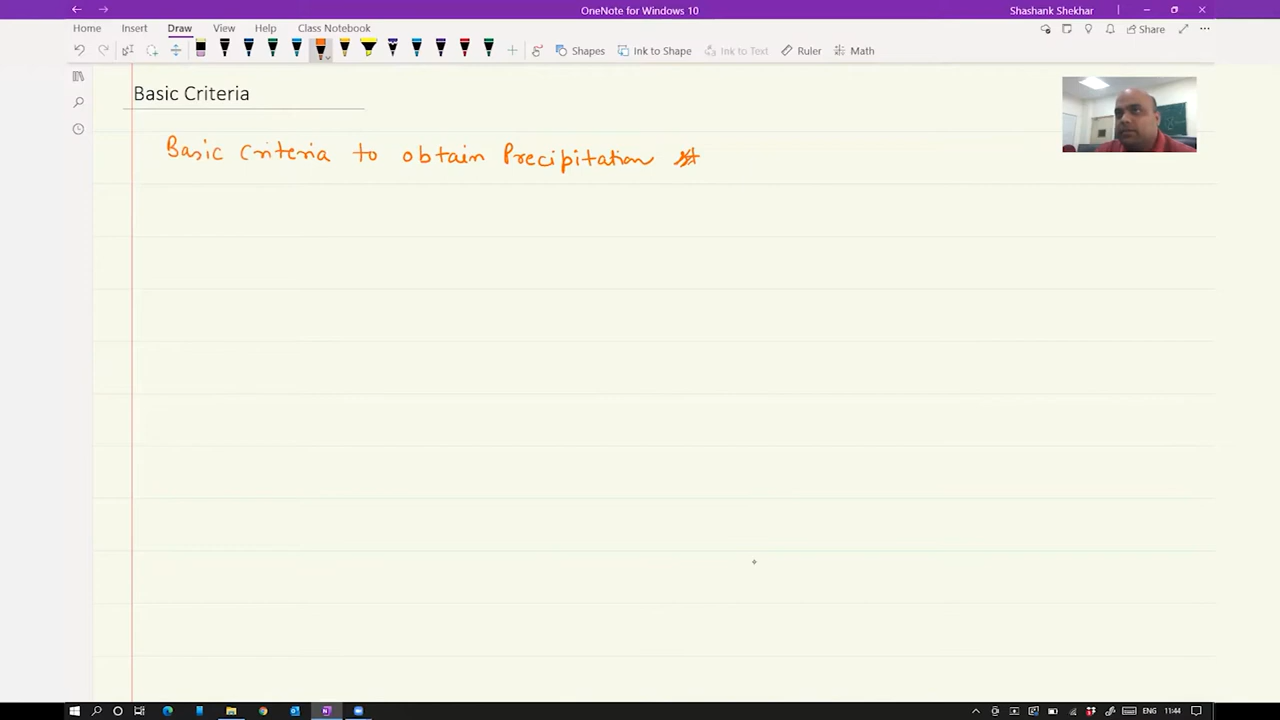 OneNote for Windows 10
Shashank Shekhar
Home Insert Draw View Help Class Notebook
Shapes Ink to Shape Ink to Text Ruler Math
Share
Basic Criteria
Basic Criteria to obtain Precipitation
ENG 11:44